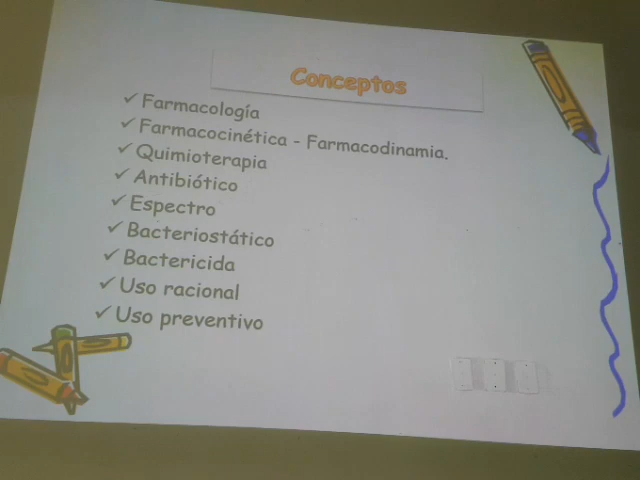 Conceptos
✓ Farmacología
✓ Farmacocinética - Farmacodinamia.
✓ Quimioterapia
✓ Antibiótico
✓ Espectro
✓ Bacteriostático
✓ Bactericida
✓ Uso racional
✓ Uso preventivo